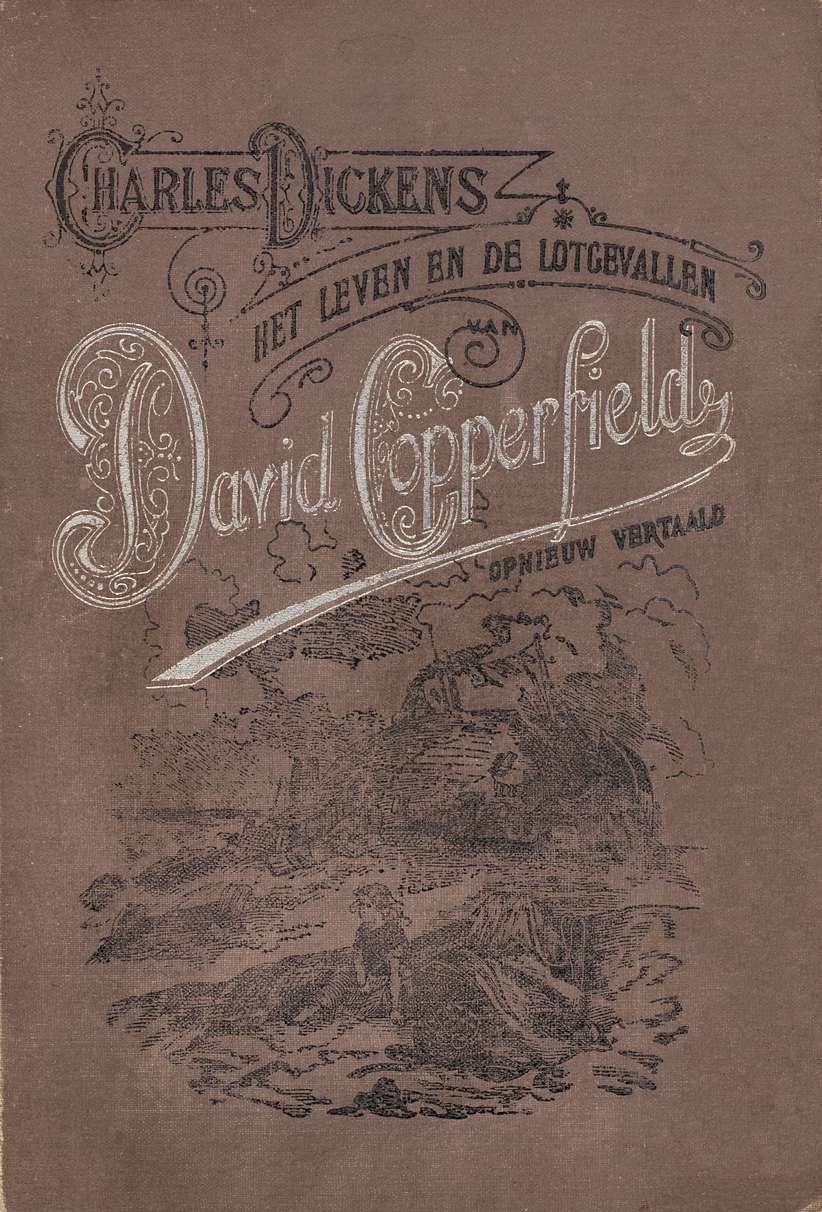 CHARLES DICKENS
HET LEVEN EN DE LOTGEVALLEN
VAN
David Copperfield
OPNIEUW VERTAALD